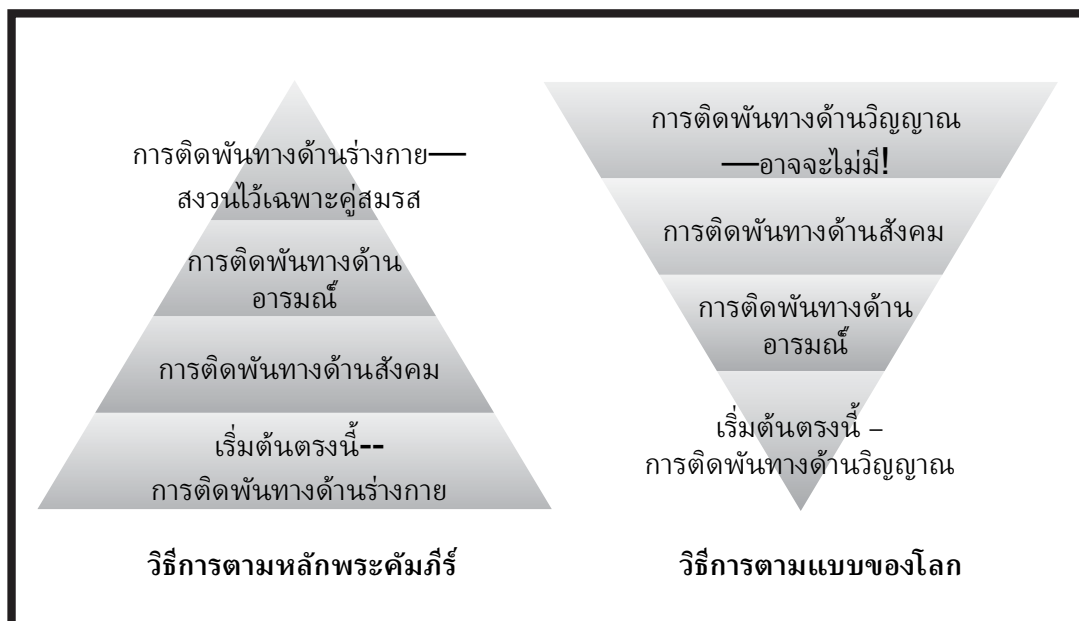 การติดพันทางด้านร่างกาย—
สงวนไว้เฉพาะคู่สมรส
การติดพันทางด้าน
อารมณ์
การติดพันทางด้านสังคม
เริ่มต้นตรงนี้--
การติดพันทางด้านร่างกาย
วิธีการตามหลักพระคัมภีร์
การติดพันทางด้านวิญญาณ
—อาจจะไม่มี!
การติดพันทางด้านสังคม
การติดพันทางด้าน
อารมณ์
เริ่มต้นตรงนี้ –
การติดพันทางด้านวิญญาณ
วิธีการตามแบบของโลก